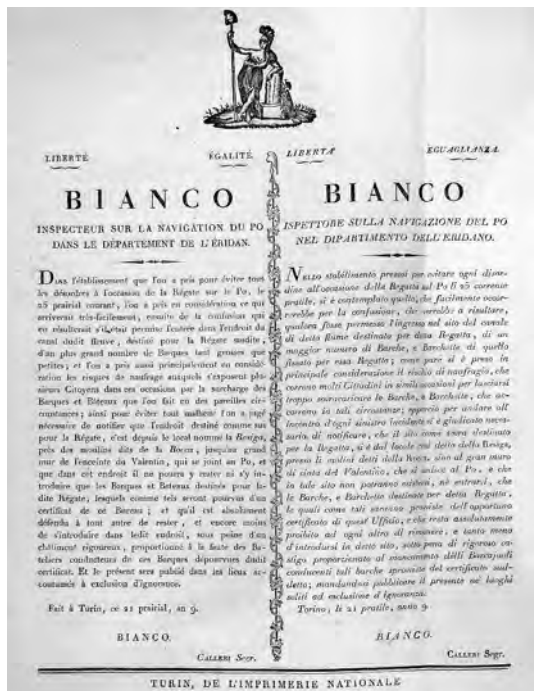 LIBERTÉ ÉGALITÉ
BIANCO
INSPECTEUR SUR LA NAVIGATION DU PO
DANS LE DÉPARTEMENT DE L'ÉRIDAN.
DANS l'établissement que l'on a pris pour éviter tous
les désordres à l'occasion de la Régate sur le Po, le
25 prairial courant, l'on a pris en considération ce qui
arriverait très-facilement, ensuite de la confusion qui
en résulterait s'il était permise l'entrée dans l'endroit du
canal dudit fleuve, destiné pour la Régate susdite,
d'un plus grand nombre de Barques tant grosses que
petites; et l'on a pris aussi principalement en considé-
ration les risques de naufrage auxquels s'exposent plu-
sieurs Citoyens dans ces occasions par la surcharge des
Barques et Bateaux que l'on fait en des pareilles cir-
constances; ainsi pour éviter tout malheur l'on a jugé
nécessaire de notifier que l'endroit destiné comme sus
pour la Régate, c'est depuis le local nommé la
près des moulins dits de la Rocca, jusqu'au grand
mur de l'enceinte du Valentin, qui se joint au Po, et
que dans cet endroit il ne pourra y rester ni s'y in-
troduire que les Barques et Bateaux destinés pour la-
dite Régate, lesquels comme tels seront pourvus d'un
certificat de ce Bureau; et qu'il est absolument
défendu à tout autre de rester, et encore moins
de s'introduire dans ledit endroit, sous peine d'un
châtiment rigoureux, proportionné à la faute des Ba-
teliers conducteurs de ces Barques dépourvues dudit
certificat. Et le présent sera publié dans les lieux ac-
coutumés à exclusion d'ignorance.
Fait à Turin, ce 21 prairial, an 9.
BIANCO.
CALLERI Segr.
LIBERTÀ EGUAGLIANZA.
BIANCO
ISPETTORE SULLA NAVIGAZIONE DEL PO
NEL DIPARTIMENTO DELL'ERIDANO.
NELLO stabilimento presosi per evitare ogni disor-
dine all'occasione della Regatta sul Po li 25 corrente
pratile, si è contemplato quello, che facilmente occor-
rerebbe per la confusione, che verrebbe a risultare,
qualora fosse permesso l'ingresso nel sito del canale
di detto fiume destinato per dessa Regatta, di un
maggior numero di Barche, e Barchette di quello
fissato per essa Regatta; come pure si è preso in
principale considerazione il rischio di naufragio, che
corrono molti Cittadini in simili occasioni per lasciarsi
troppo sopraccaricare le Barche, e Barchette, che ac-
corrono in tali circostanze; epperciò per andare all'
incontro d'ogni sinistro incidente si è giudicato neces-
sario di notificare, che il sito come sovra destinato
per la Regatta, si è dal locale sul detto della
presso li molini detti della Rocca, sino al gran muro
di cinta del Valentino, che si unisce al Po, e che
in tale sito non potranno esistere, nè entrarsi, che
le Barche, e Barchette destinate per detta Regatta,
le quali come tali saranno provviste dell'opportuno
certificato di quest'Uffizio; e che resta assolutamente
proibito ad ogni altro di rimanere, e tanto meno
d'introdursi in detto sito, sotto pena di rigoroso ca-
stigo proporzionato al mancamento delli Barcajuoli
conducenti tali barche sprovviste del certificato sud-
detto; mandandosi pubblicare il presente ne' luoghi
soliti ad esclusione d'ignoranza.
Torino, li 21 pratile, anno 9.
BIANCO.
CALLERI Segr.
TURIN, DE L'IMPRIMERIE NATIONALE